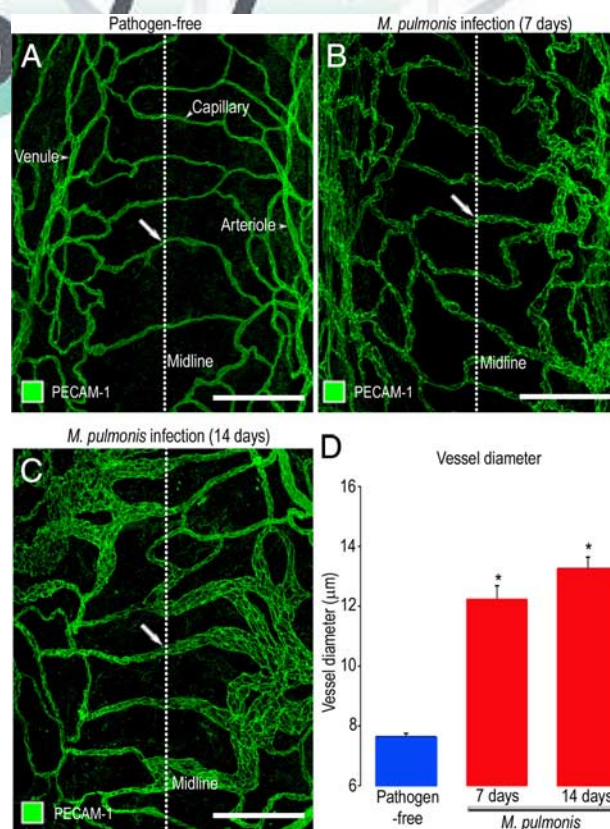 Pathogen-free
A
Capillary
Venule
Arteriole
Midline
PECAM-1
M. pulmonis infection (7 days)
B
Midline
PECAM-1
M. pulmonis infection (14 days)
C
Midline
PECAM-1
D
Vessel diameter
Vessel diameter (μm)
16
14
12
10
8
6
*
*
Pathogen
-free
7 days
14 days
M. pulmonis